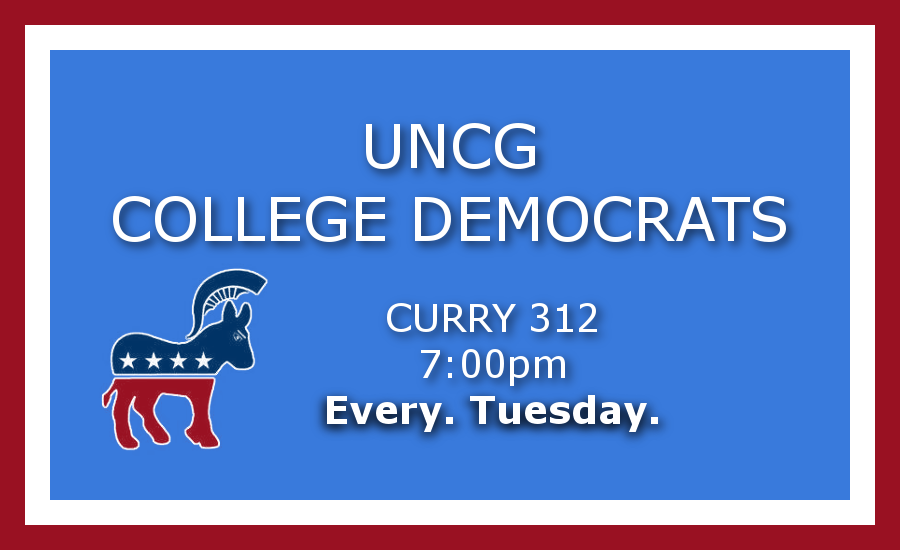 UNCG
COLLEGE DEMOCRATS
CURRY 312
7:00pm
Every. Tuesday.